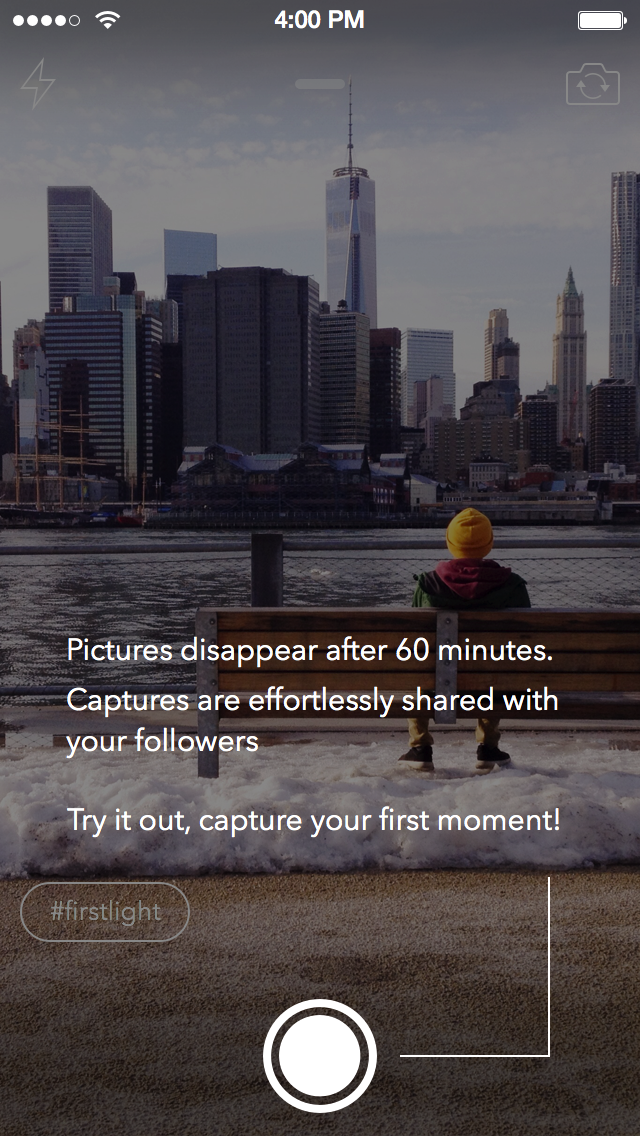 4:00 PM
Pictures disappear after 60 minutes.
Captures are effortlessly shared with
your followers
Try it out, capture your first moment!
#firstlight